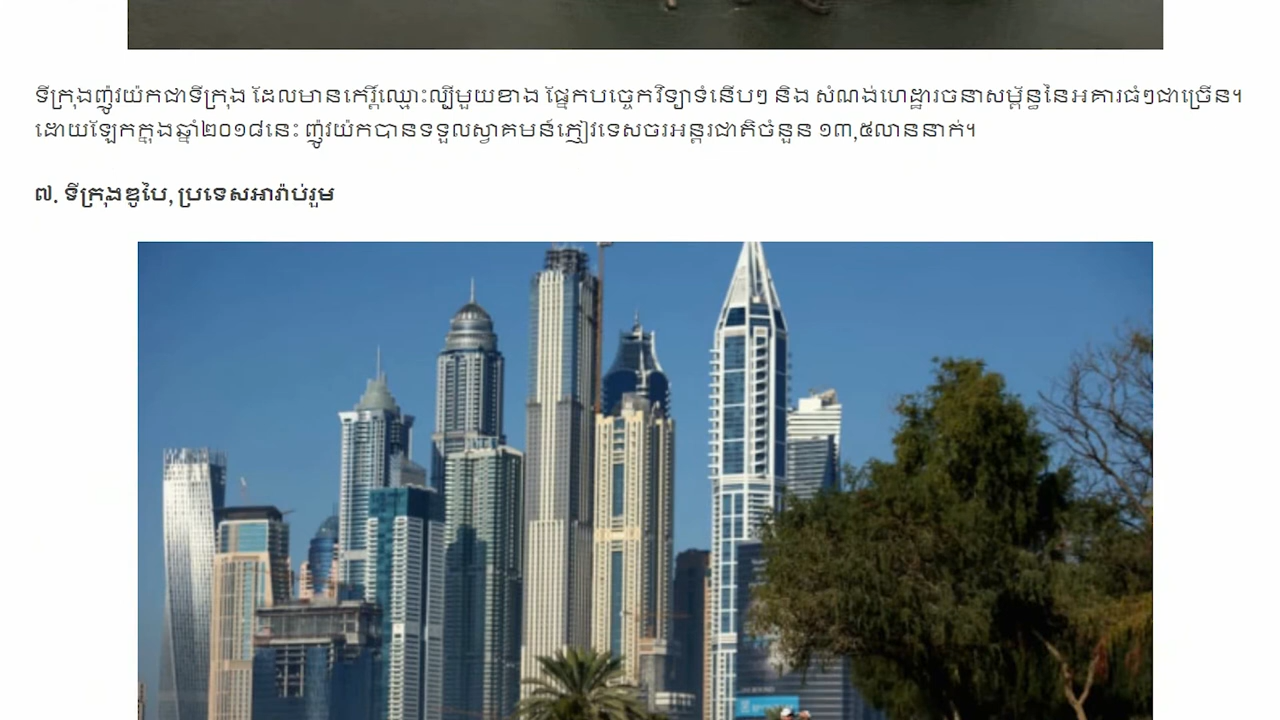 ទីក្រុងញ៉ូវយ៉កជាទីក្រុង ដែលមានកេរ្តិ៍ឈ្មោះល្បីមួយខាង ផ្នែកបច្ចេកវិទ្យាទំនើបៗ និង សំណង់ហេដ្ឋារចនាសម្ព័ន្ធនៃអគារធំៗជាច្រើន។
ដោយឡែកក្នុងឆ្នាំ២០១៨នេះ ញ៉ូវយ៉កបានទទួលស្វាគមន៍ភ្ញៀវទេសចរអន្តរជាតិចំនួន ១៣,៥លាននាក់។
៧. ទីក្រុងឌូបៃ, ប្រទេសអារ៉ាប់រួម